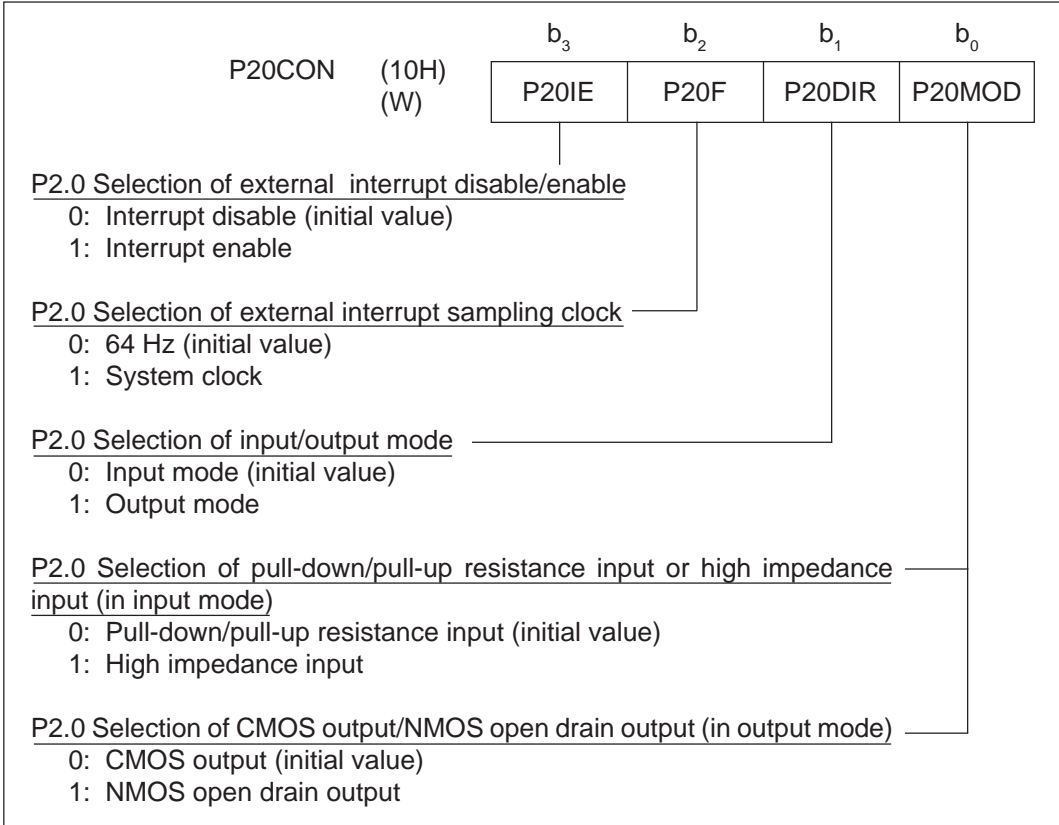 b3 b2 b1 b0
P20CON (10H) P20IE P20F P20DIR P20MOD
(W)
P2.0 Selection of external interrupt disable/enable
0: Interrupt disable (initial value)
1: Interrupt enable
P2.0 Selection of external interrupt sampling clock
0: 64 Hz (initial value)
1: System clock
P2.0 Selection of input/output mode
0: Input mode (initial value)
1: Output mode
P2.0 Selection of pull-down/pull-up resistance input or high impedance
input (in input mode)
0: Pull-down/pull-up resistance input (initial value)
1: High impedance input
P2.0 Selection of CMOS output/NMOS open drain output (in output mode)
0: CMOS output (initial value)
1: NMOS open drain output